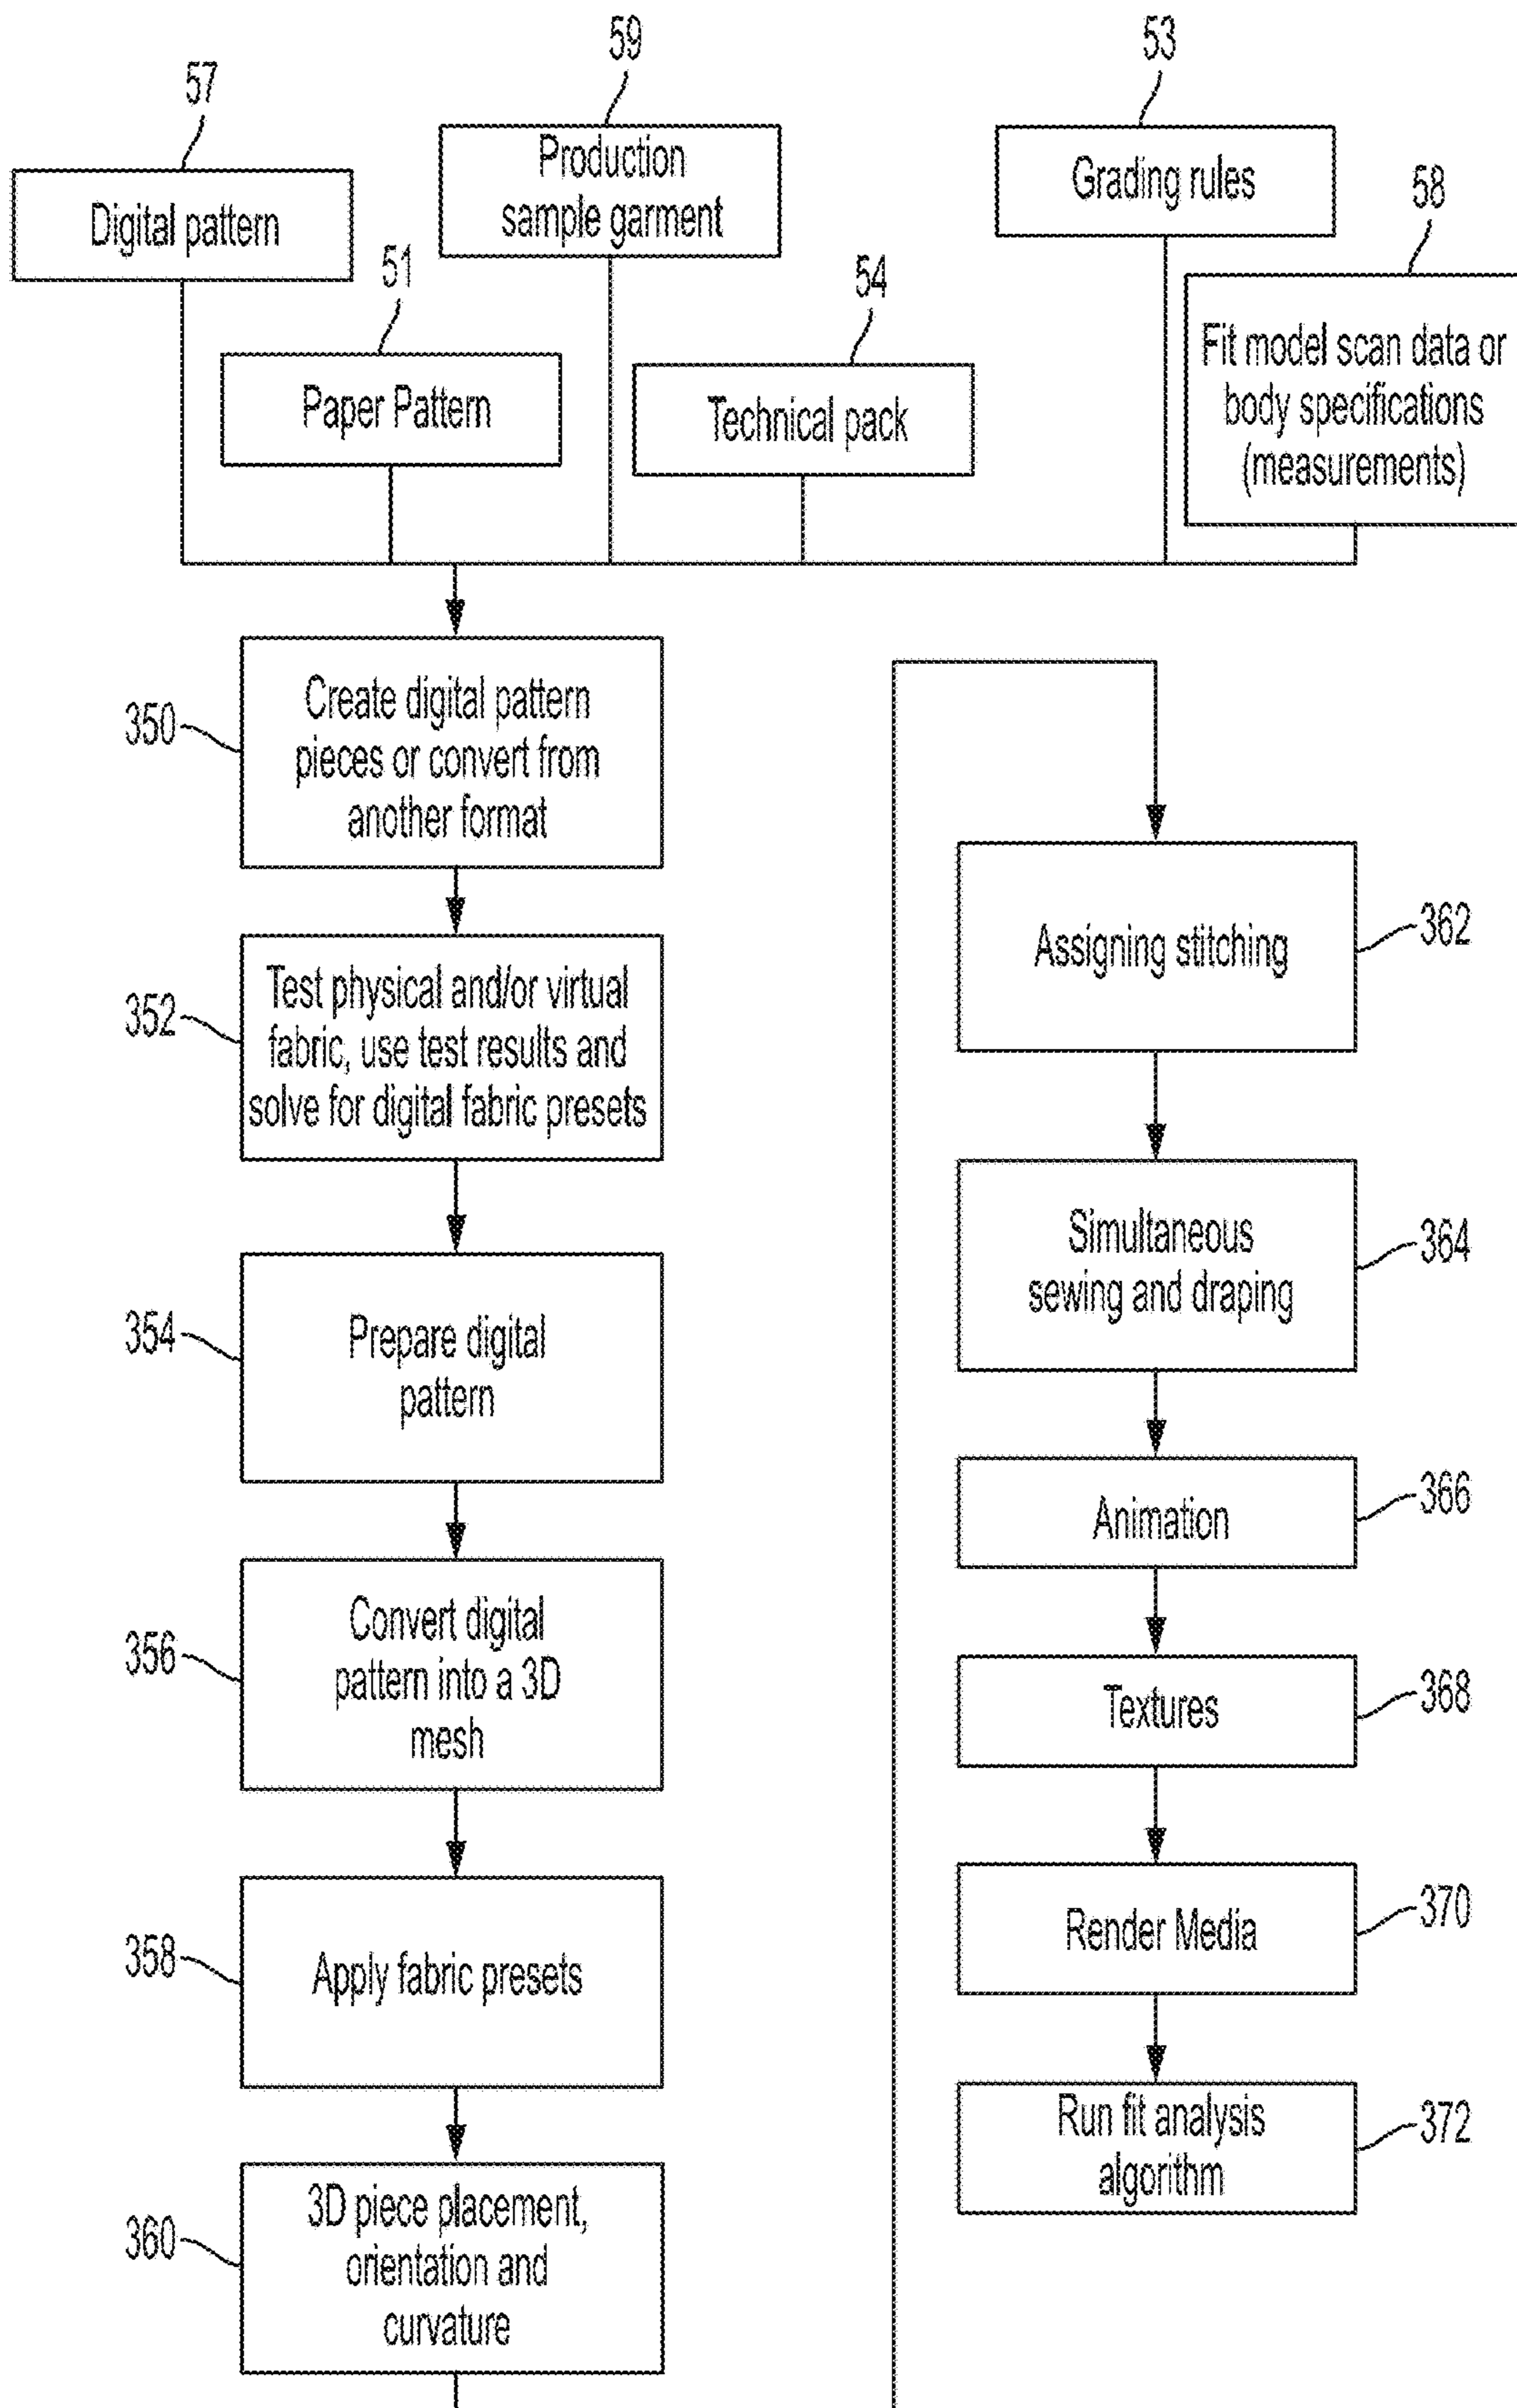 59
53
57
Production
sample garment
Grading rules
58
Digital pattern
51
54
Fit model scan data or
body specifications
(measurements)
Paper Pattern
Technical pack
350
Create digital pattern
pieces or convert from
another format
352
Test physical and/or virtual
fabric, use test results and
solve for digital fabric presets
354
Prepare digital
pattern
356
Convert digital
pattern into a 3D
mesh
358
Apply fabric presets
360
3D piece placement,
orientation and
curvature
Assigning stitching
362
Simultaneous
sewing and draping
364
Animation
366
Textures
368
Render Media
370
Run fit analysis
algorithm
372